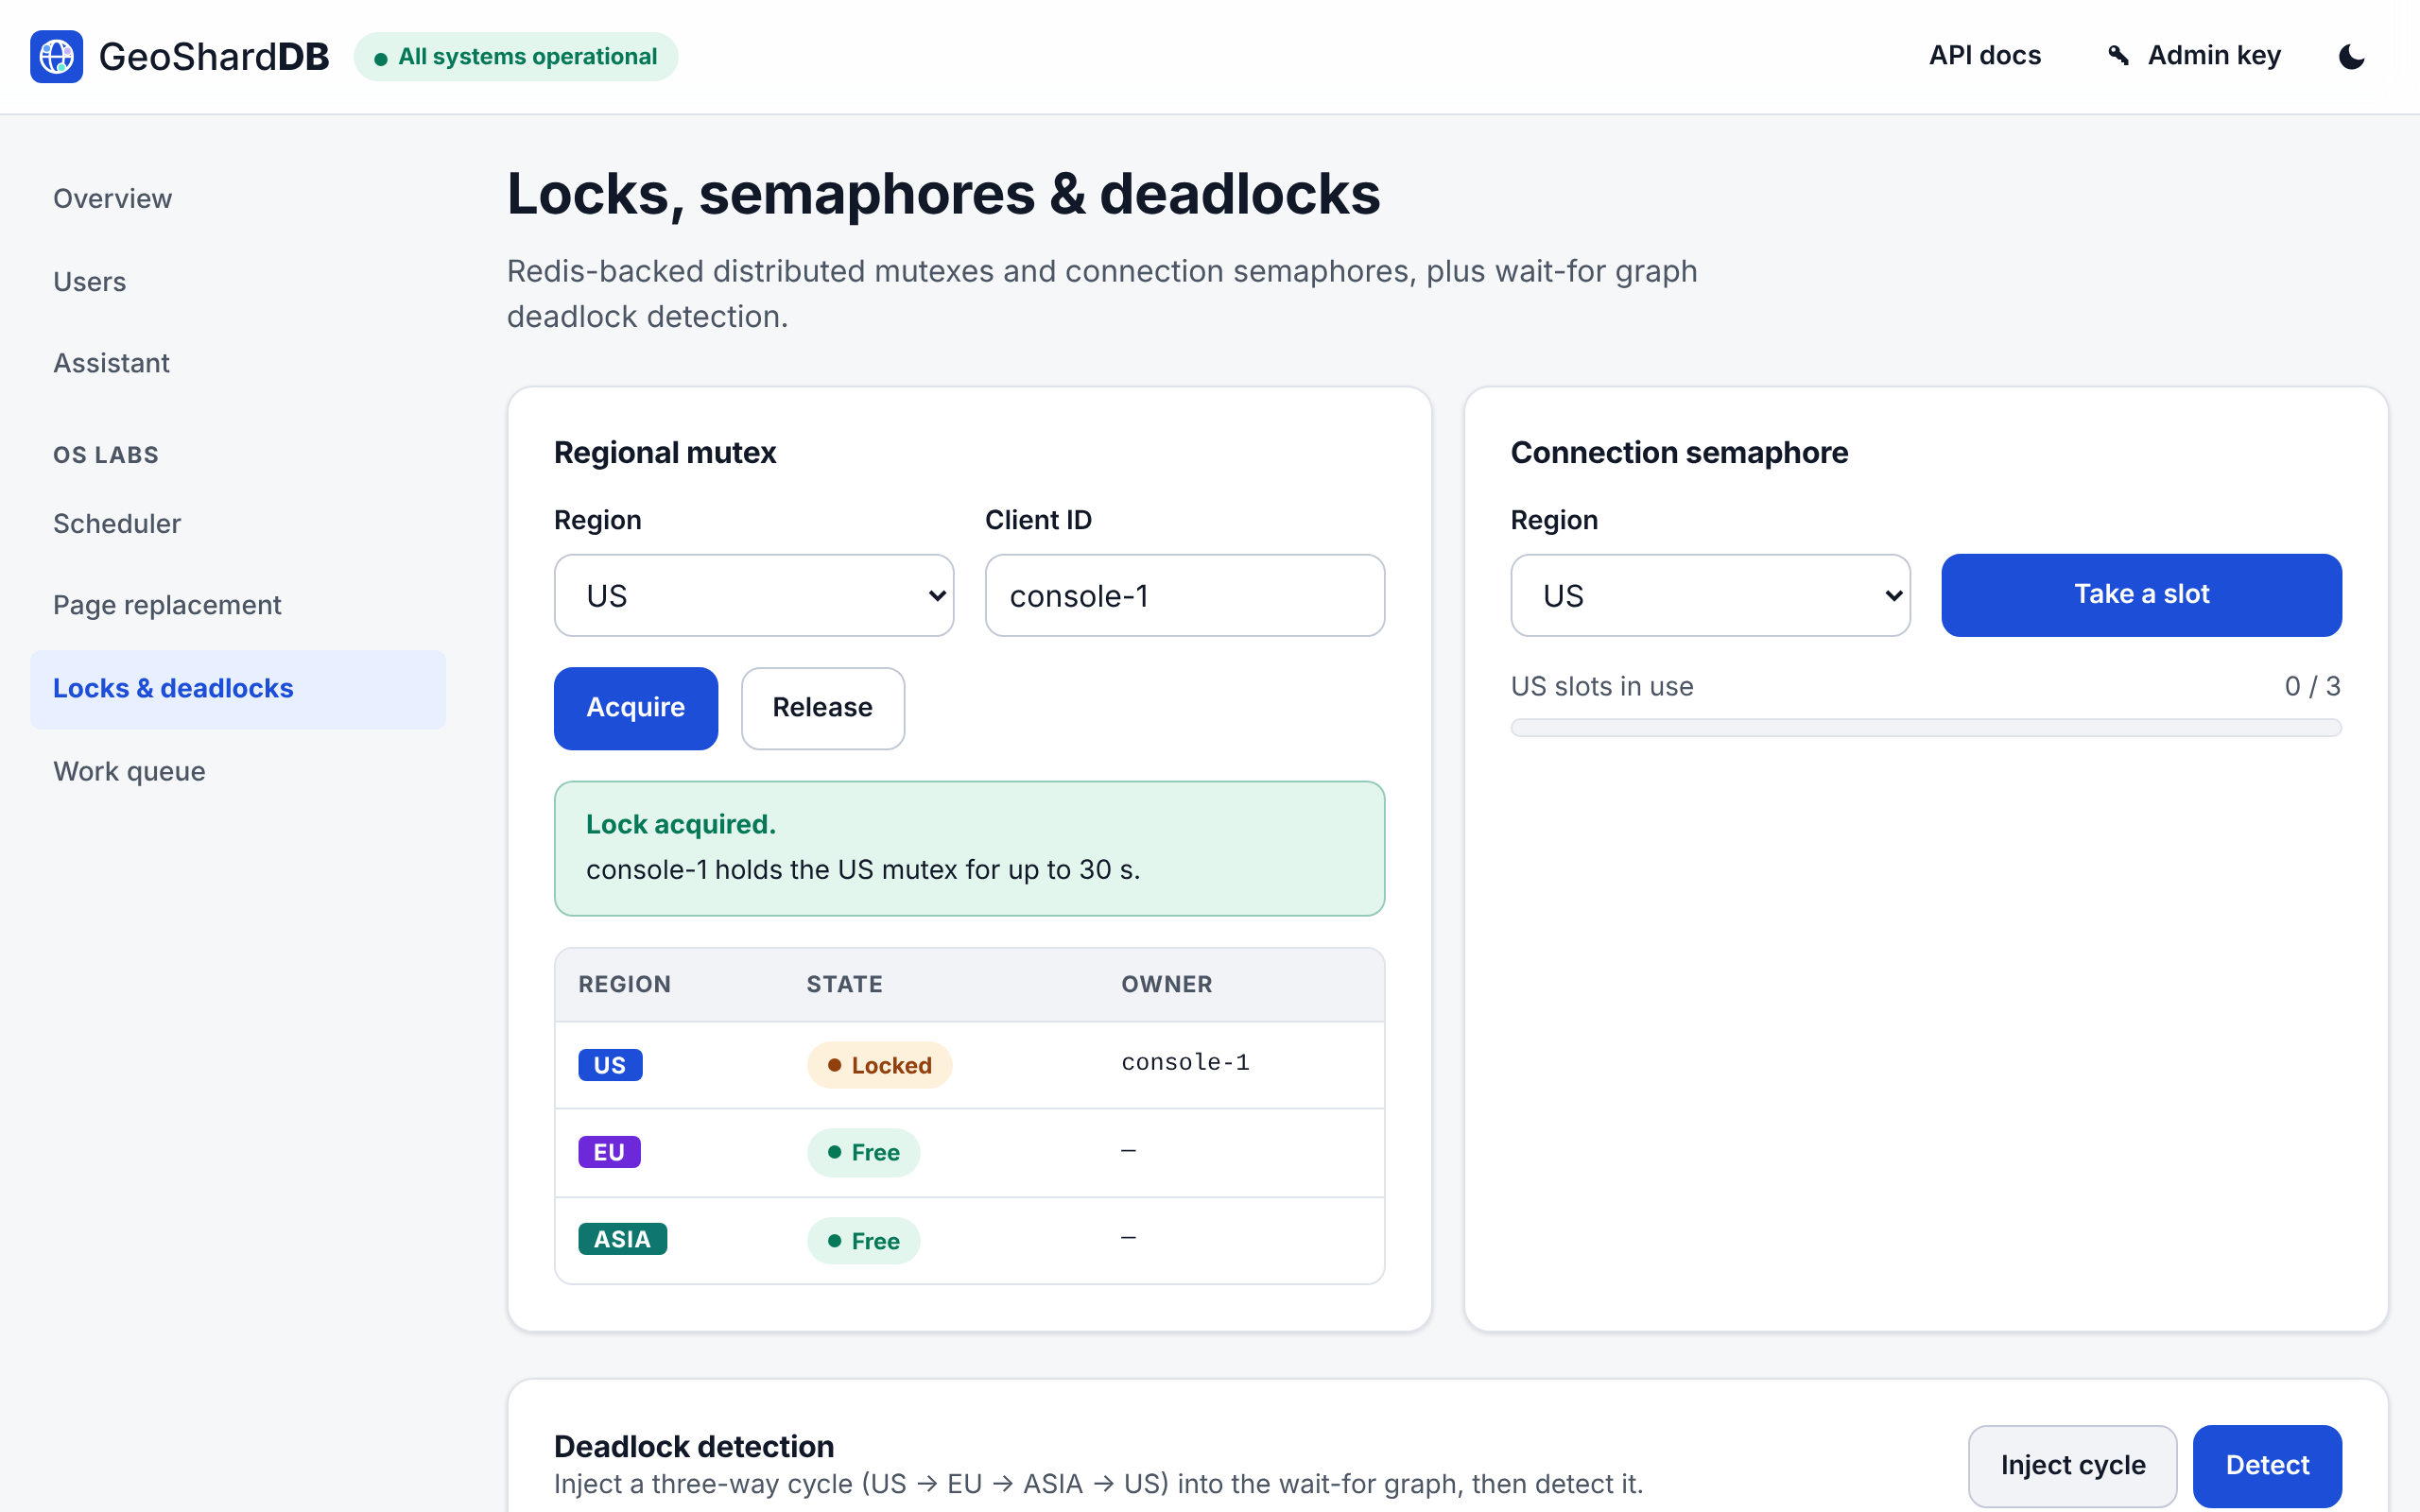 GeoShardDB
All systems operational
API docs
Admin key
Overview
Users
Assistant
OS LABS
Scheduler
Page replacement
Locks & deadlocks
Work queue
Locks, semaphores & deadlocks
Redis-backed distributed mutexes and connection semaphores, plus wait-for graph
deadlock detection.
Regional mutex
Region
Client ID
US
console-1
Acquire
Release
Lock acquired.
console-1 holds the US mutex for up to 30 s.
REGION STATE OWNER
US Locked console-1
EU Free –
ASIA Free –
Connection semaphore
Region
US
Take a slot
US slots in use 0 / 3
Deadlock detection
Inject a three-way cycle (US → EU → ASIA → US) into the wait-for graph, then detect it.
Inject cycle
Detect